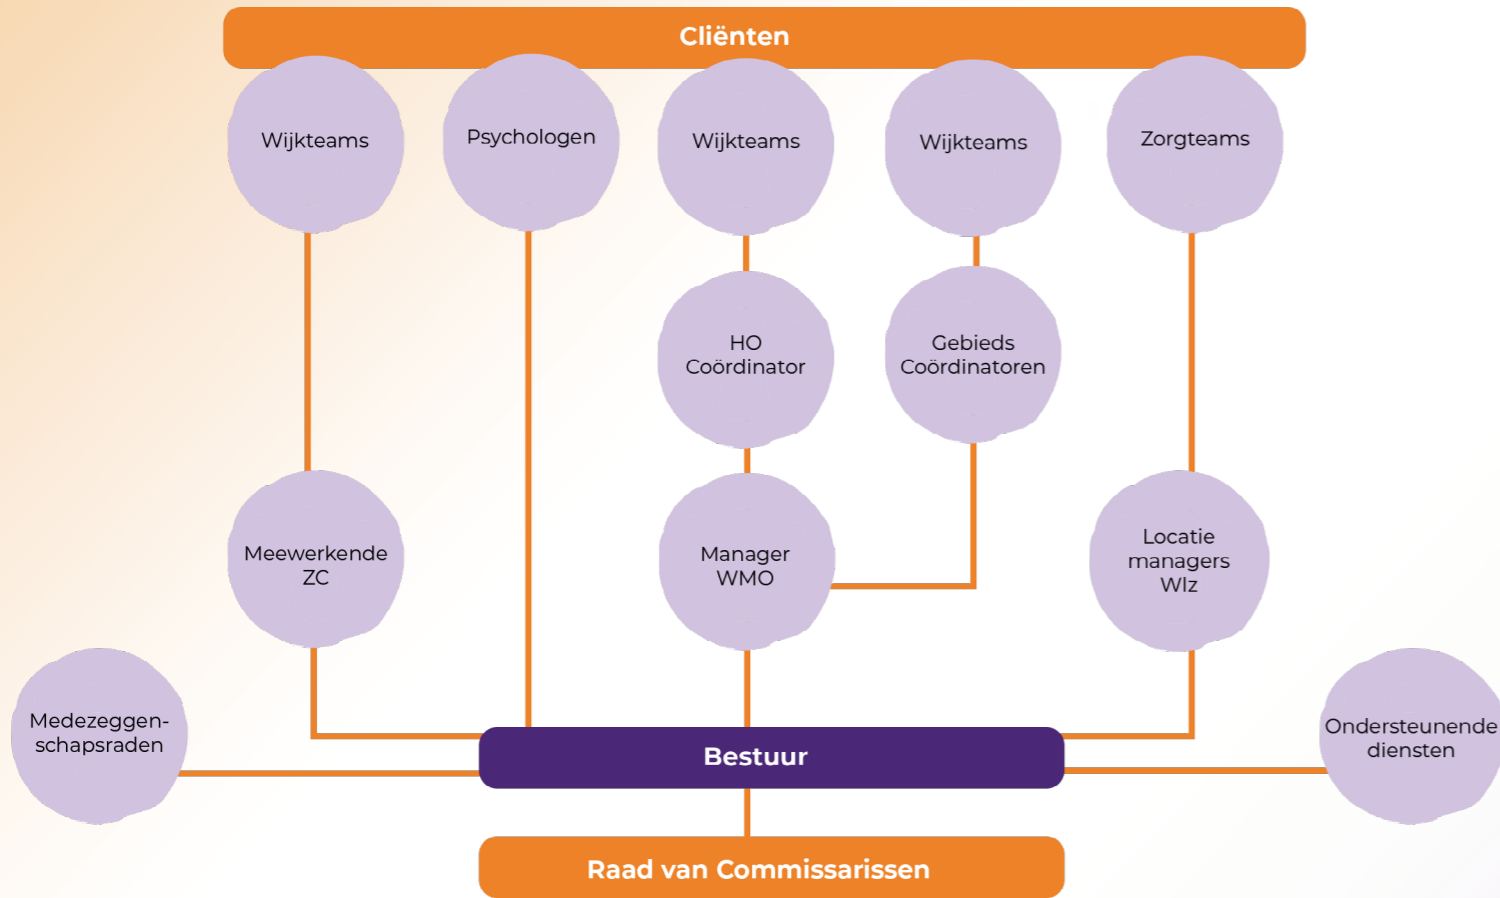 Cliënten
Wijkteams
Psychologen
Wijkteams
Wijkteams
Zorgteams
HO
Coördinator
Gebieds
Coördinatoren
Meewerkende
ZC
Manager
WMO
Locatie
managers
Wlz
Medezeggen-
schapsraden
Bestuur
Ondersteunende
diensten
Raad van Commissarissen